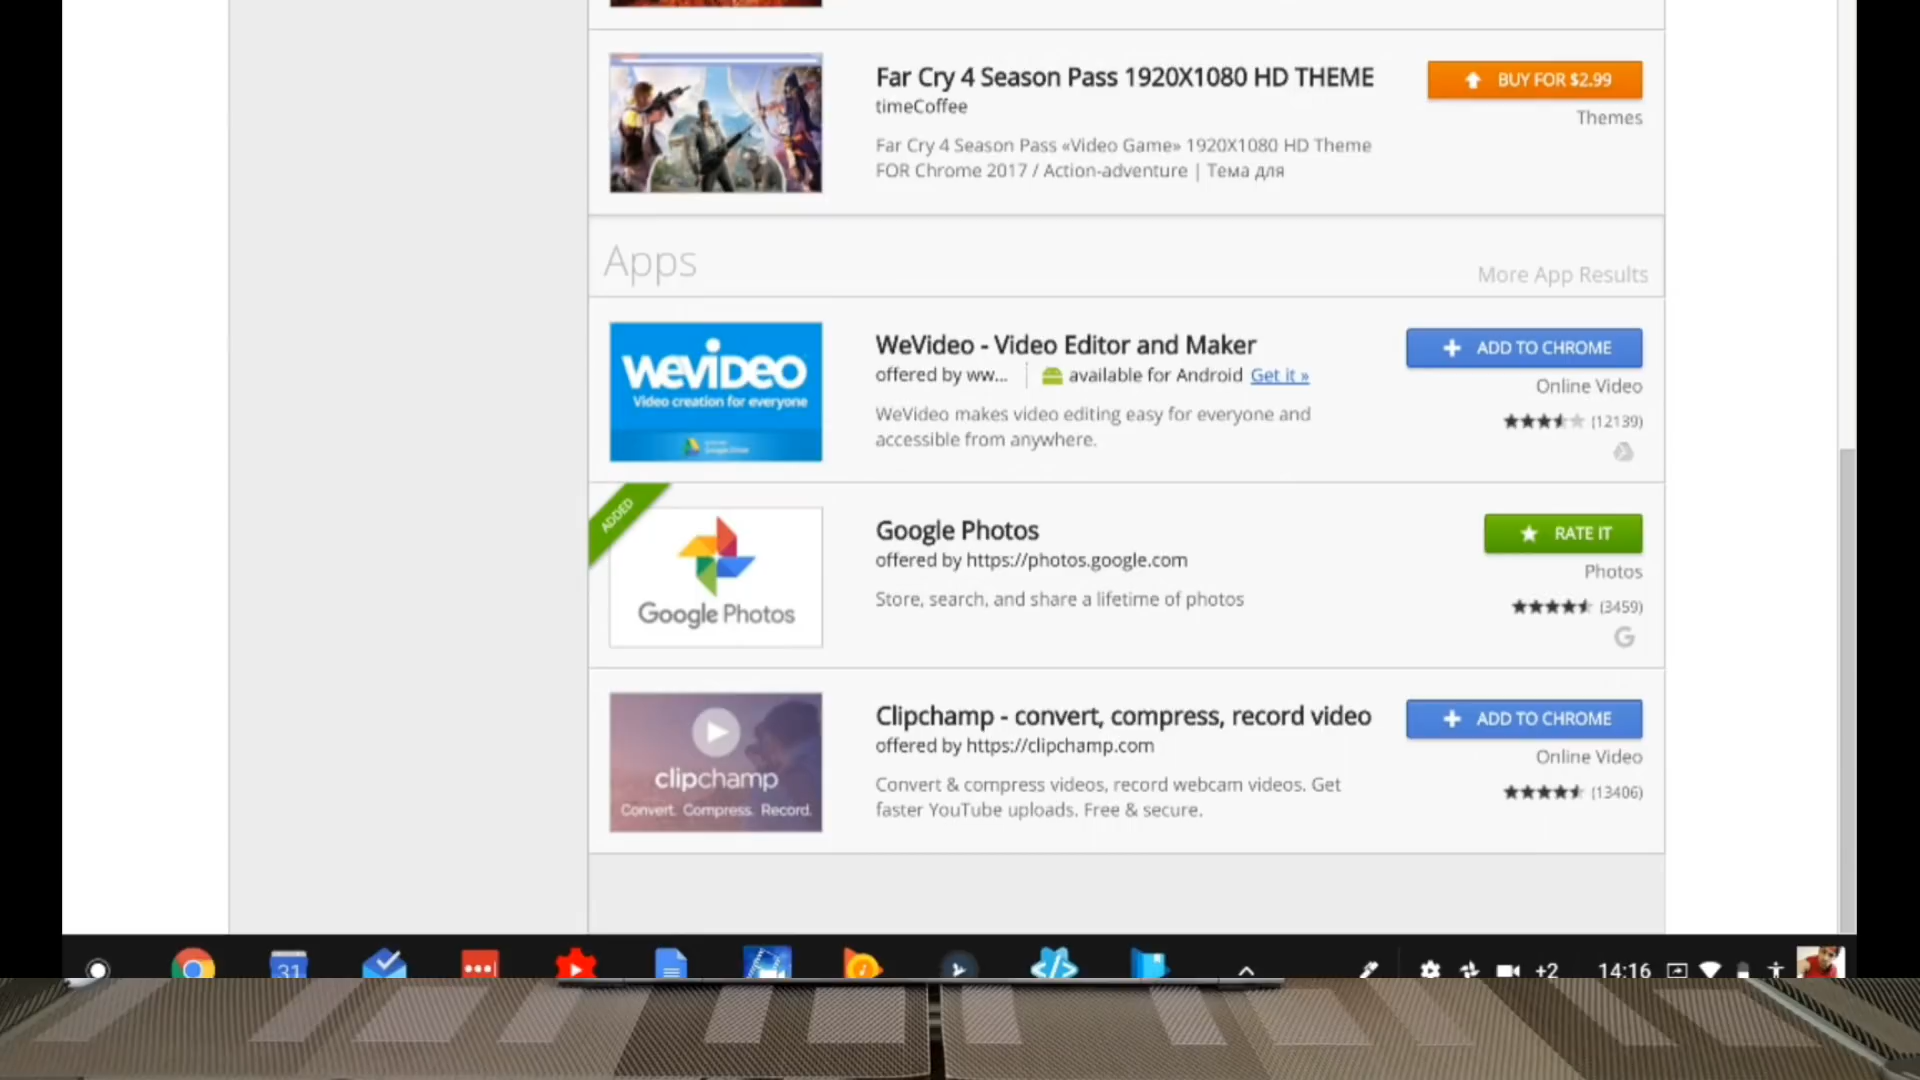 Far Cry 4 Season Pass 1920X1080 HD THEME
timeCoffee
BUY FOR $2.99
Themes
Far Cry 4 Season Pass «Video Game» 1920X1080 HD Theme
FOR Chrome 2017 / Action-adventure | Тема для
Apps
More App Results
WEVIDEO
Video creation for everyone
WeVideo - Video Editor and Maker
offered by ww...
available for Android Get it »
WeVideo makes video editing easy for everyone and
accessible from anywhere.
ADD TO CHROME
Online Video
(12139)
ADDED
Google Photos
Google Photos
offered by https://photos.google.com
Store, search, and share a lifetime of photos
RATE IT
Photos
(3459)
G
clipchamp
Convert. Compress. Record.
Clipchamp - convert, compress, record video
offered by https://clipchamp.com
Convert & compress videos, record webcam videos. Get
faster YouTube uploads. Free & secure.
ADD TO CHROME
Online Video
(13406)
31
+2
14:16